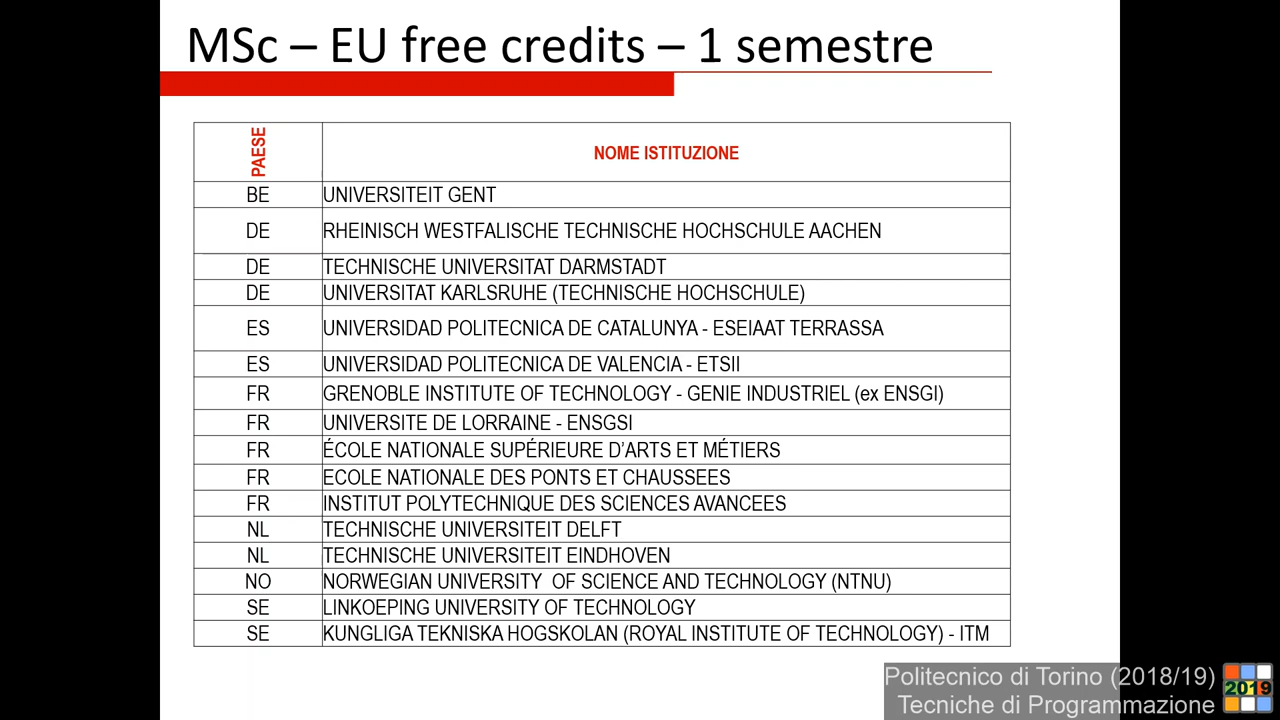 MSc – EU free credits – 1 semestre
PAESE NOME ISTITUZIONE
BE UNIVERSITEIT GENT
DE RHEINISCH WESTFALISCHE TECHNISCHE HOCHSCHULE AACHEN
DE TECHNISCHE UNIVERSITAT DARMSTADT
DE UNIVERSITAT KARLSRUHE (TECHNISCHE HOCHSCHULE)
ES UNIVERSIDAD POLITECNICA DE CATALUNYA - ESEIAAT TERRASSA
ES UNIVERSIDAD POLITECNICA DE VALENCIA - ETSII
FR GRENOBLE INSTITUTE OF TECHNOLOGY - GENIE INDUSTRIEL (ex ENSGI)
FR UNIVERSITE DE LORRAINE - ENSGSI
FR ÉCOLE NATIONALE SUPÉRIEURE D’ARTS ET MÉTIERS
FR ECOLE NATIONALE DES PONTS ET CHAUSSEES
FR INSTITUT POLYTECHNIQUE DES SCIENCES AVANCEES
NL TECHNISCHE UNIVERSITEIT DELFT
NL TECHNISCHE UNIVERSITEIT EINDHOVEN
NO NORWEGIAN UNIVERSITY OF SCIENCE AND TECHNOLOGY (NTNU)
SE LINKOEPING UNIVERSITY OF TECHNOLOGY
SE KUNGLIGA TEKNISKA HOGSKOLAN (ROYAL INSTITUTE OF TECHNOLOGY) - ITM
Politecnico di Torino (2018/19)
Tecniche di Programmazione
2019